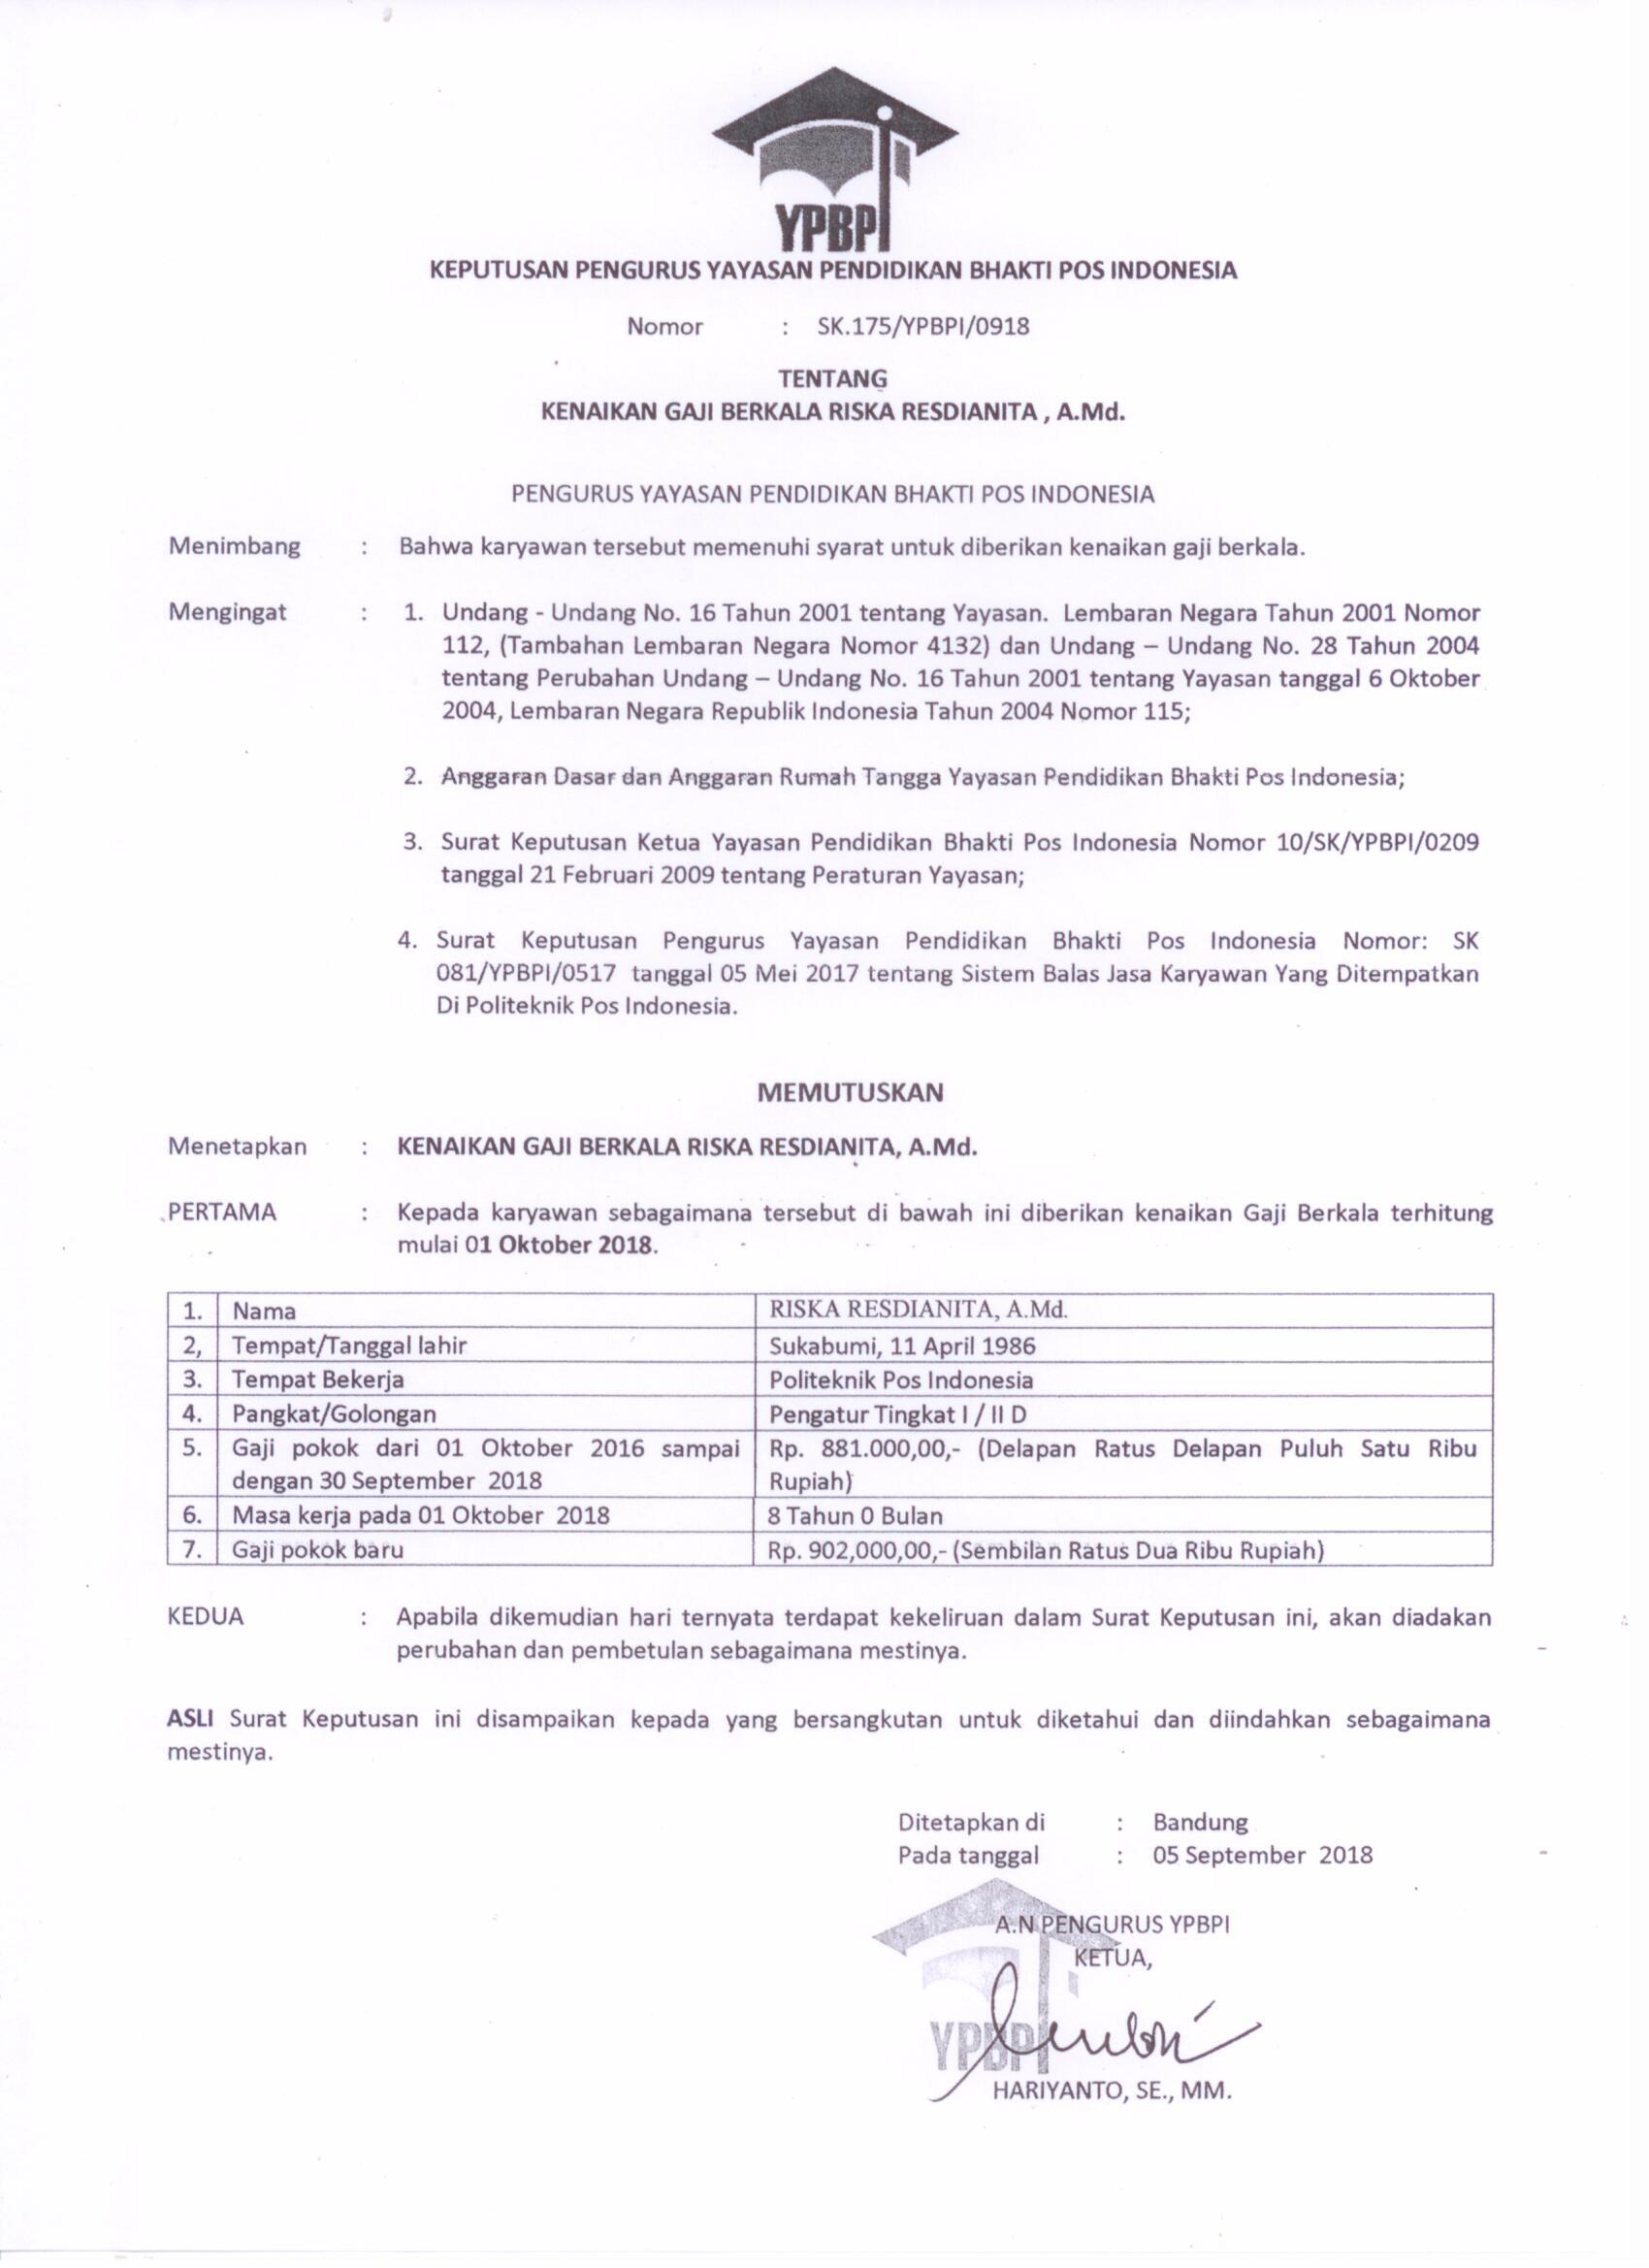 YPBPI
KEPUTUSAN PENGURUS YAYASAN PENDIDIKAN BHAKTI POS INDONESIA
Nomor : SK.175/YPBPI/0918
TENTANG
KENAIKAN GAJI BERKALA RISKA RESDIANITA , A.Md.
PENGURUS YAYASAN PENDIDIKAN BHAKTI POS INDONESIA
Menimbang : Bahwa karyawan tersebut memenuhi syarat untuk diberikan kenaikan gaji berkala.
Mengingat : 1. Undang - Undang No. 16 Tahun 2001 tentang Yayasan. Lembaran Negara Tahun 2001 Nomor
112, (Tambahan Lembaran Negara Nomor 4132) dan Undang – Undang No. 28 Tahun 2004
tentang Perubahan Undang – Undang No. 16 Tahun 2001 tentang Yayasan tanggal 6 Oktober
2004, Lembaran Negara Republik Indonesia Tahun 2004 Nomor 115;
2. Anggaran Dasar dan Anggaran Rumah Tangga Yayasan Pendidikan Bhakti Pos Indonesia;
3. Surat Keputusan Ketua Yayasan Pendidikan Bhakti Pos Indonesia Nomor 10/SK/YPBPI/0209
tanggal 21 Februari 2009 tentang Peraturan Yayasan;
4. Surat Keputusan Pengurus Yayasan Pendidikan Bhakti Pos Indonesia Nomor: SK
081/YPBPI/0517 tanggal 05 Mei 2017 tentang Sistem Balas Jasa Karyawan Yang Ditempatkan
Di Politeknik Pos Indonesia.
MEMUTUSKAN
Menetapkan : KENAIKAN GAJI BERKALA RISKA RESDIANITA, A.Md.
PERTAMA : Kepada karyawan sebagaimana tersebut di bawah ini diberikan kenaikan Gaji Berkala terhitung
mulai 01 Oktober 2018.
1. Nama RISKA RESDIANITA, A.Md.
2, Tempat/Tanggal lahir Sukabumi, 11 April 1986
3. Tempat Bekerja Politeknik Pos Indonesia
4. Pangkat/Golongan Pengatur Tingkat I / II D
5. Gaji pokok dari 01 Oktober 2016 sampai Rp. 881.000,00,- (Delapan Ratus Delapan Puluh Satu Ribu
dengan 30 September 2018 Rupiah)
6. Masa kerja pada 01 Oktober 2018 8 Tahun 0 Bulan
7. Gaji pokok baru Rp. 902,000,00,- (Sembilan Ratus Dua Ribu Rupiah)
KEDUA : Apabila dikemudian hari ternyata terdapat kekeliruan dalam Surat Keputusan ini, akan diadakan
perubahan dan pembetulan sebagaimana mestinya.
ASLI Surat Keputusan ini disampaikan kepada yang bersangkutan untuk diketahui dan diindahkan sebagaimana
mestinya.
Ditetapkan di : Bandung
Pada tanggal : 05 September 2018
A.N PENGURUS YPBPI
KETUA,
YPBPI
HARIYANTO, SE., MM.